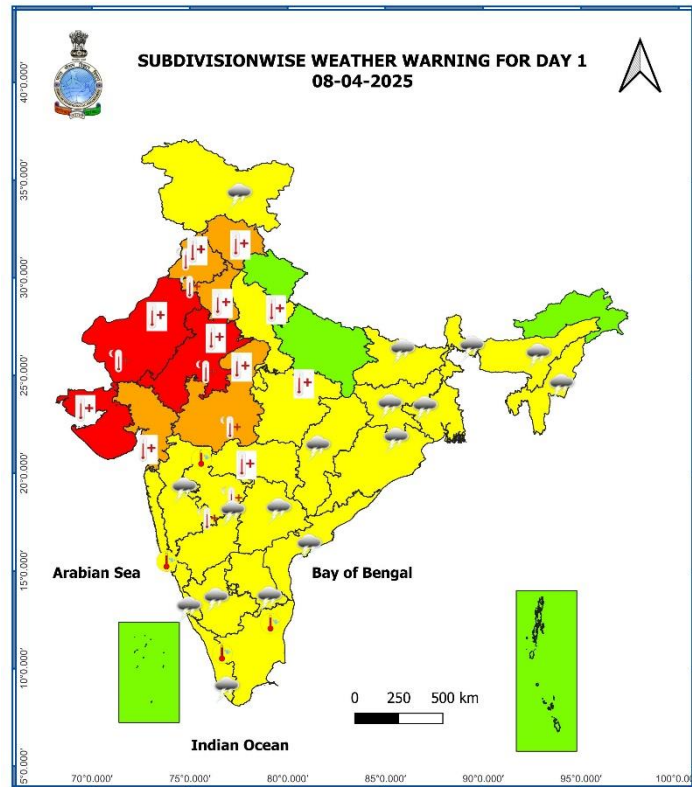 SUBDIVISIONWISE WEATHER WARNING FOR DAY 1
08-04-2025
40°0.000'
35°0.000'
30°0.000'
25°0.000'
20°0.000'
15°0.000'
10°0.000'
5°0.000'
Arabian Sea
Bay of Bengal
0 250 500 km
Indian Ocean
70°0.000' 75°0.000' 80°0.000' 85°0.000' 90°0.000' 95°0.000' 100°0.000'